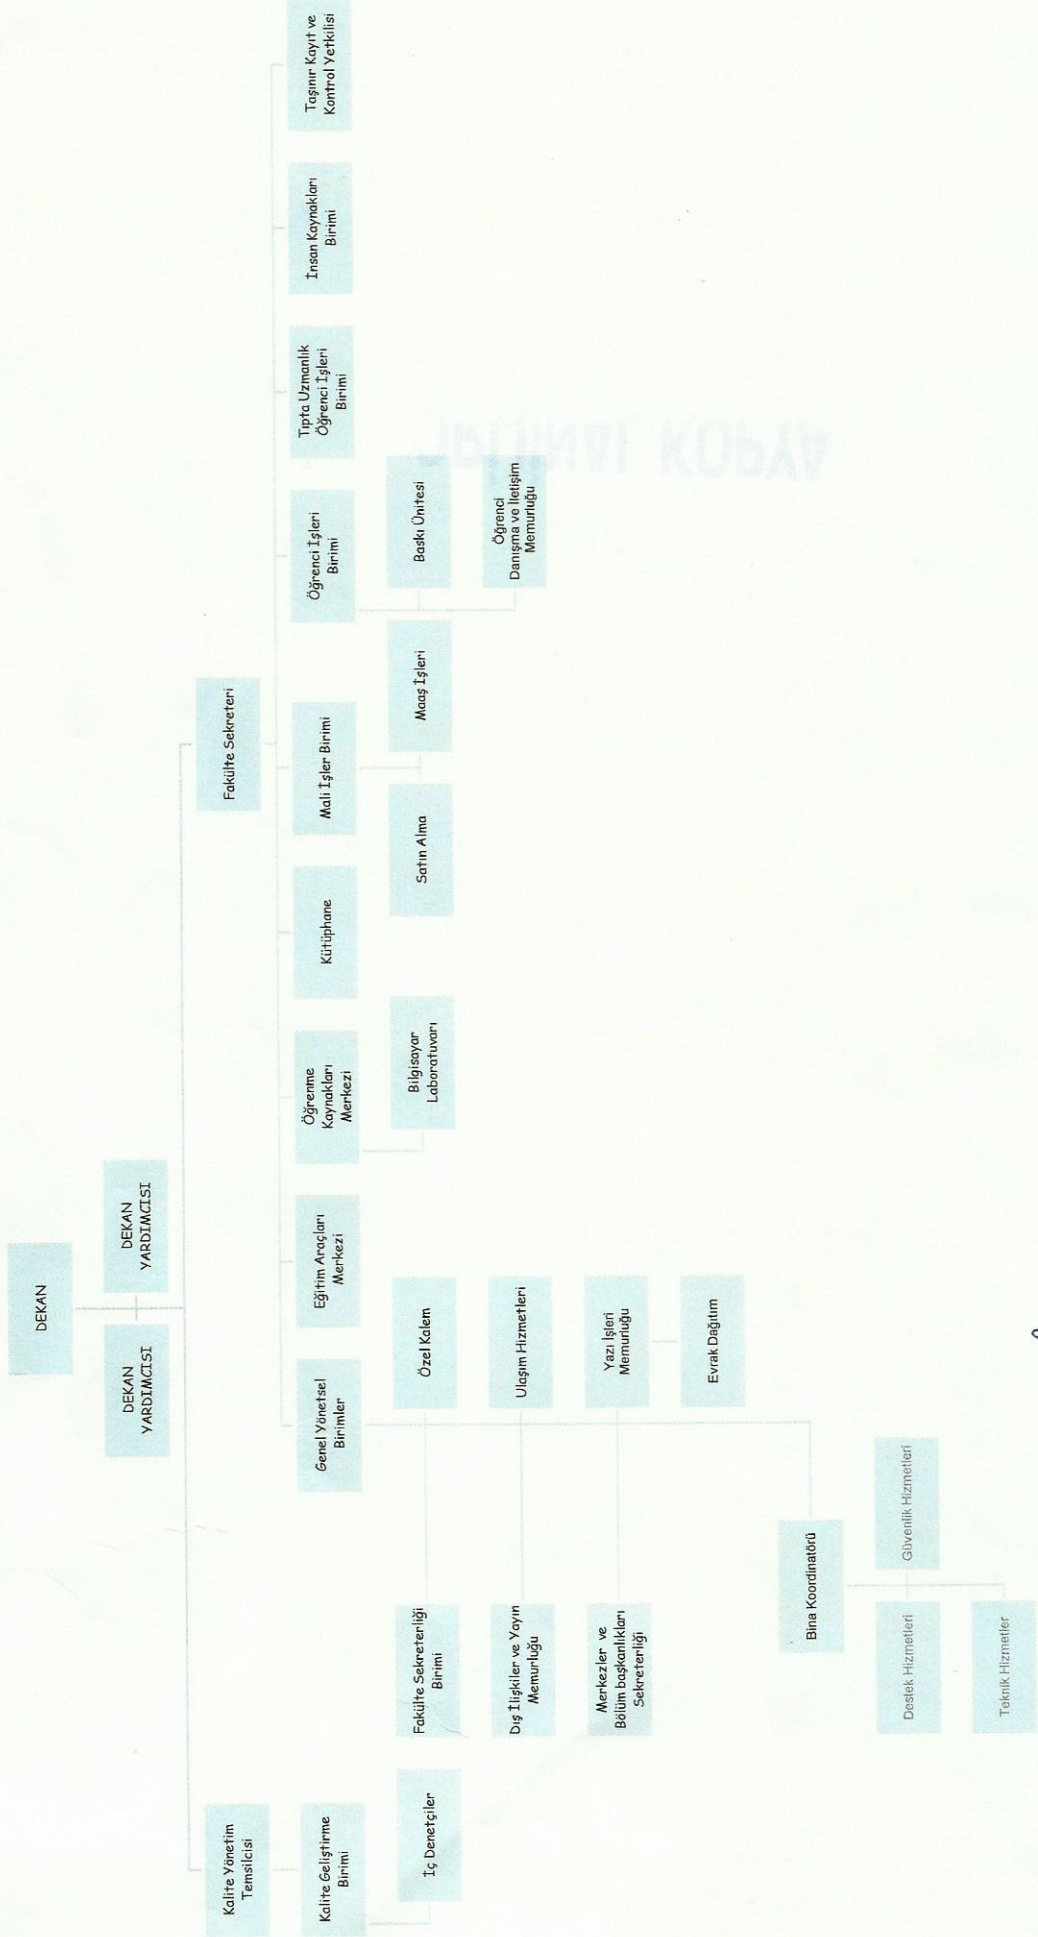 DEKAN
DEKAN
YARDIMCISI
DEKAN
YARDIMCISI
Kalite Yönetim
Temsilcisi
Fakülte Sekreteri
Kalite Geliştirme
Birimi
Genel Yönetsel
Birimler
Eğitim Araçları
Merkezi
Öğrenme
Kaynakları
Merkezi
Kütüphane
Mali İşler Birimi
Öğrenci İşleri
Birimi
Tıpta Uzmanlık
Öğrenci İşleri
Birimi
İnsan Kaynakları
Birimi
Taşınır Kayıt ve
Kontrol Yetkilisi
İç Denetçiler
Fakülte Sekreterliği
Birimi
Özel Kalem
Bilgisayar
Laboratuvarı
Satın Alma
Maaş İşleri
Baskı Ünitesi
Dış İlişkiler ve Yayın
Memurluğu
Ulaşım Hizmetleri
Öğrenci
Danışma ve İletişim
Memurluğu
Merkezler ve
Bölüm başkanlıkları
Sekreterliği
Yazı İşleri
Memurluğu
Evrak Dağıtım
Bina Koordinatörü
Destek Hizmetleri
Güvenlik Hizmetleri
Teknik Hizmetler
KOPYA